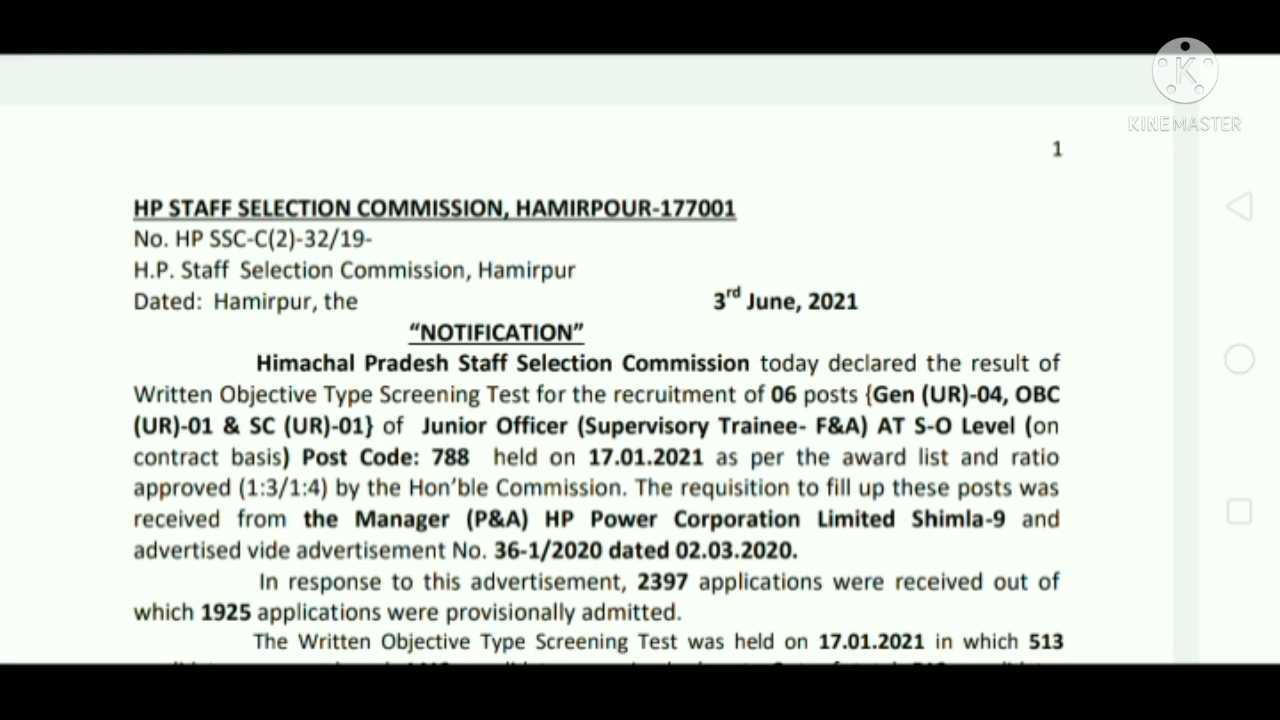 KINEMASTER
1
HP STAFF SELECTION COMMISSION, HAMIRPOUR-177001
No. HP SSC-C(2)-32/19-
H.P. Staff Selection Commission, Hamirpur
Dated: Hamirpur, the 3rd June, 2021
“NOTIFICATION”
Himachal Pradesh Staff Selection Commission today declared the result of
Written Objective Type Screening Test for the recruitment of 06 posts {Gen (UR)-04, OBC
(UR)-01 & SC (UR)-01} of Junior Officer (Supervisory Trainee- F&A) AT S-O Level (on
contract basis) Post Code: 788 held on 17.01.2021 as per the award list and ratio
approved (1:3/1:4) by the Hon’ble Commission. The requisition to fill up these posts was
received from the Manager (P&A) HP Power Corporation Limited Shimla-9 and
advertised vide advertisement No. 36-1/2020 dated 02.03.2020.
In response to this advertisement, 2397 applications were received out of
which 1925 applications were provisionally admitted.
The Written Objective Type Screening Test was held on 17.01.2021 in which 513